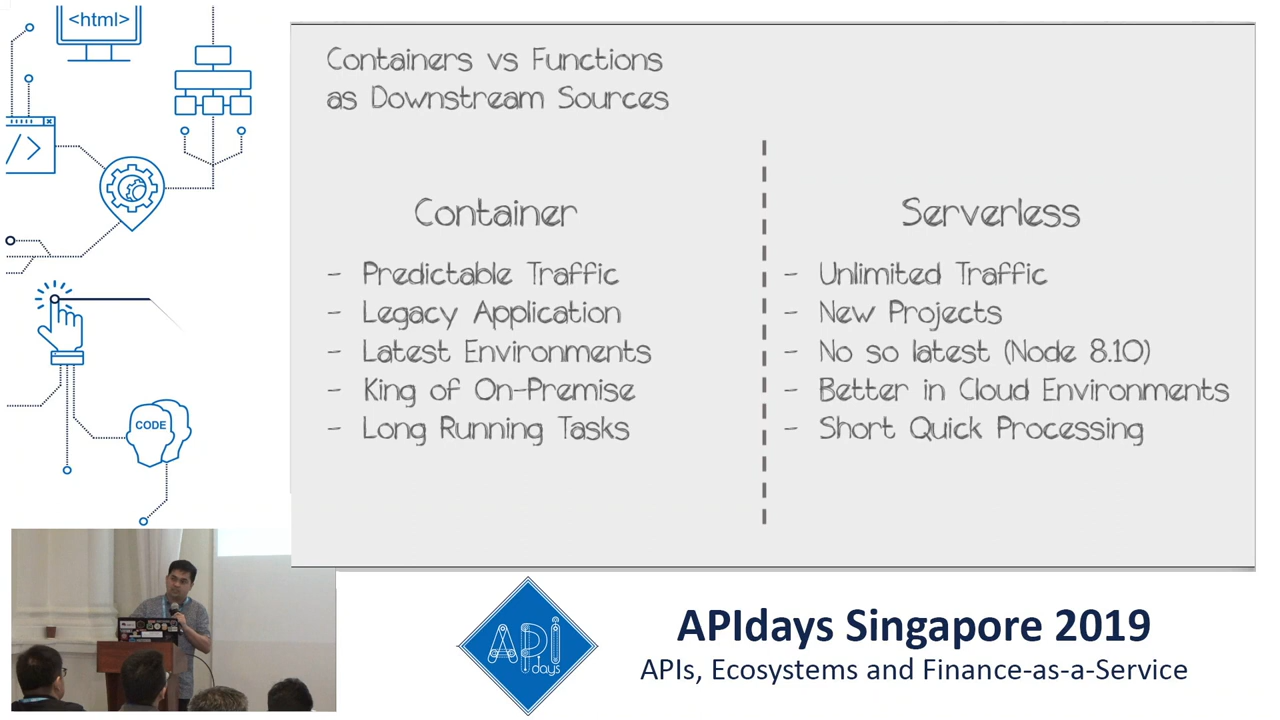 <html>
</>
CODE
Containers vs Functions
as Downstream Sources
Container
- Predictable Traffic
- Legacy Application
- Latest Environments
- King of On-Premise
- Long Running Tasks
Serverless
- Unlimited Traffic
- New Projects
- No so latest (Node 8.10)
- Better in Cloud Environments
- Short Quick Processing
API
days
APIdays Singapore 2019
APIs, Ecosystems and Finance-as-a-Service